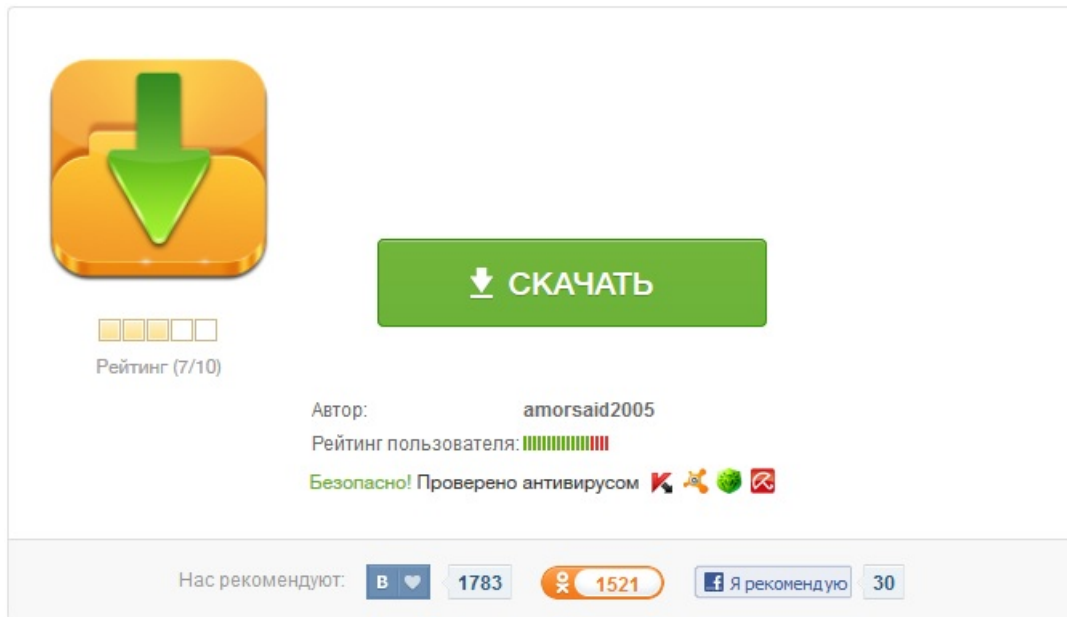 СКАЧАТЬ
Рейтинг (7/10)
Автор: amorsaid2005
Рейтинг пользователя:
Безопасно! Проверено антивирусом
Нас рекомендуют: В 1783 1521 f Я рекомендую 30